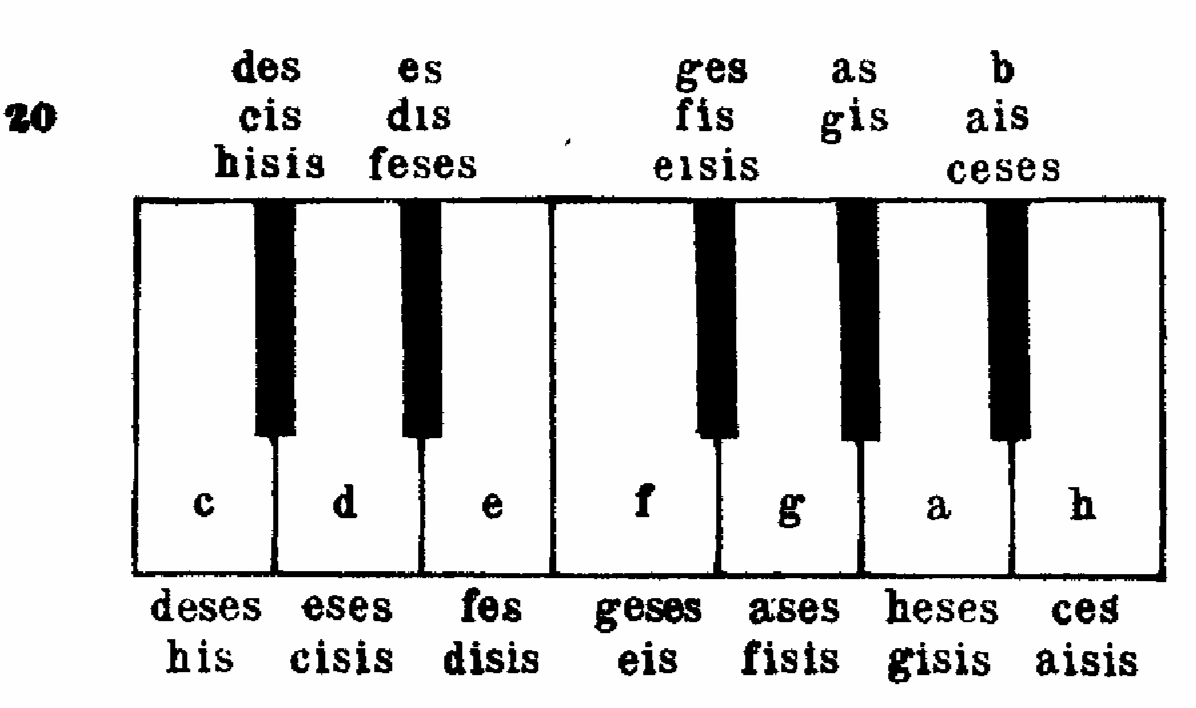 des es ges as b
20 cis dis fis gis ais
hisis feses eisis ceses
c d e f g a h
deses eses fes geses ases heses ces
his cisis disis eis fisis gisis aisis